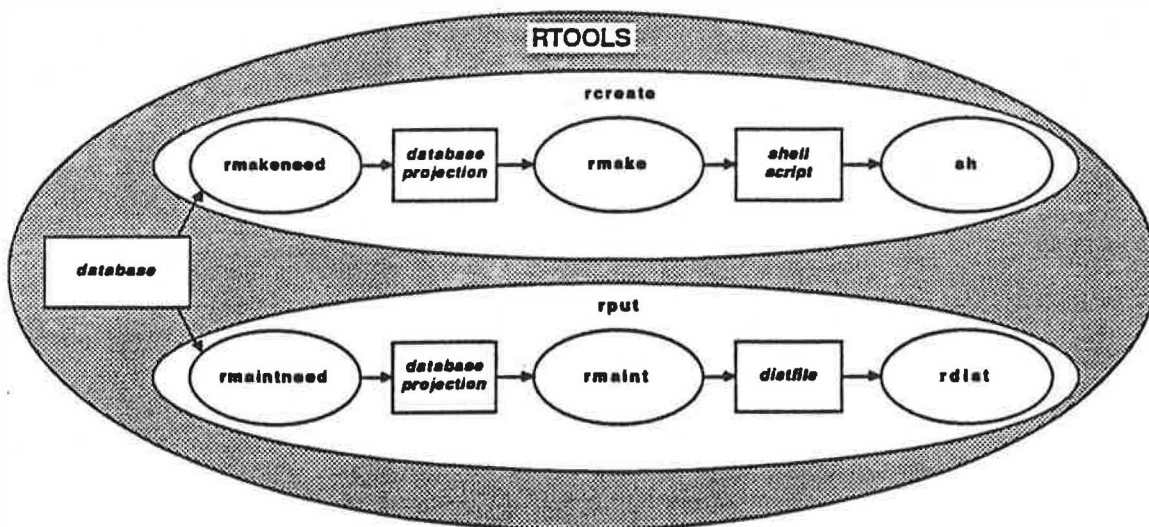 RTOOLS
rcreate
rmakeneed
database
projection
rmake
shell
script
sh
database
rput
rmaintneed
database
projection
rmaint
distfile
rdist